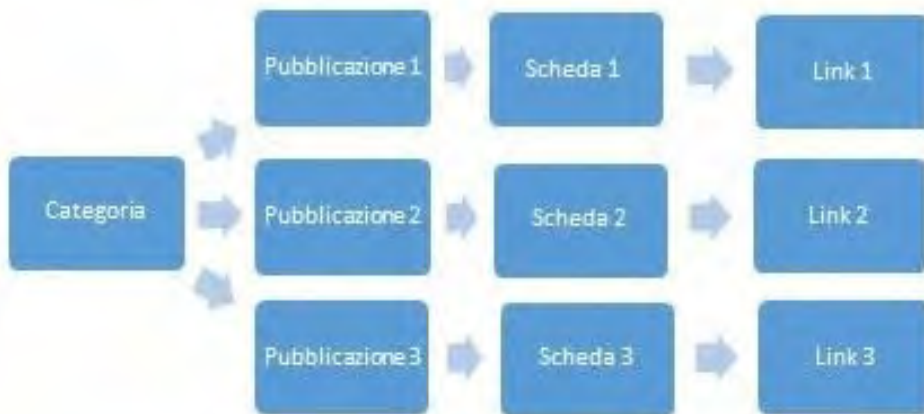 Pubblicazione 1
Scheda 1
Link 1
Categoria
Pubblicazione 2
Scheda 2
Link 2
Pubblicazione 3
Scheda 3
Link 3